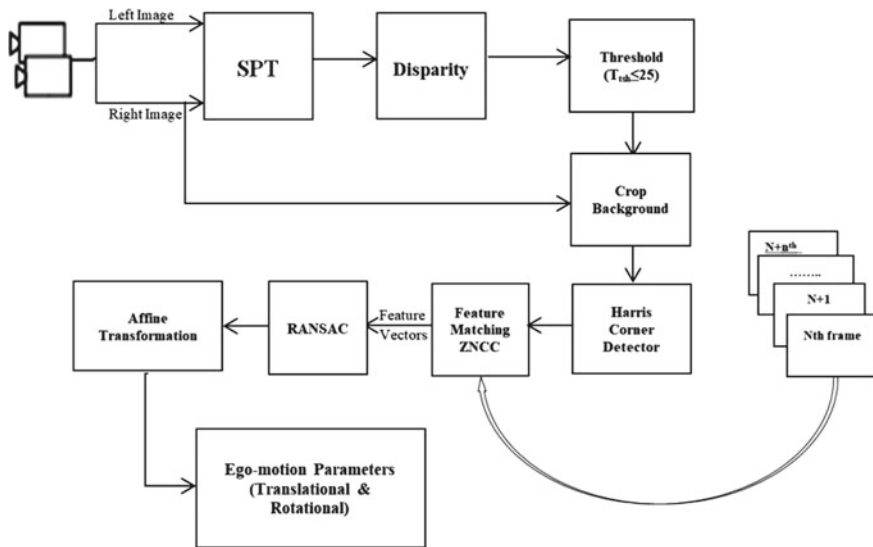 Left Image
Right Image
SPT
Disparity
Threshold
(Ttsh≤25)
Crop
Background
Harris
Corner
Detector
Feature
Matching
ZNCC
Feature
Vectors
RANSAC
Affine
Transformation
Ego-motion Parameters
(Translational &
Rotational)
N+nth
……..
N+1
Nth frame